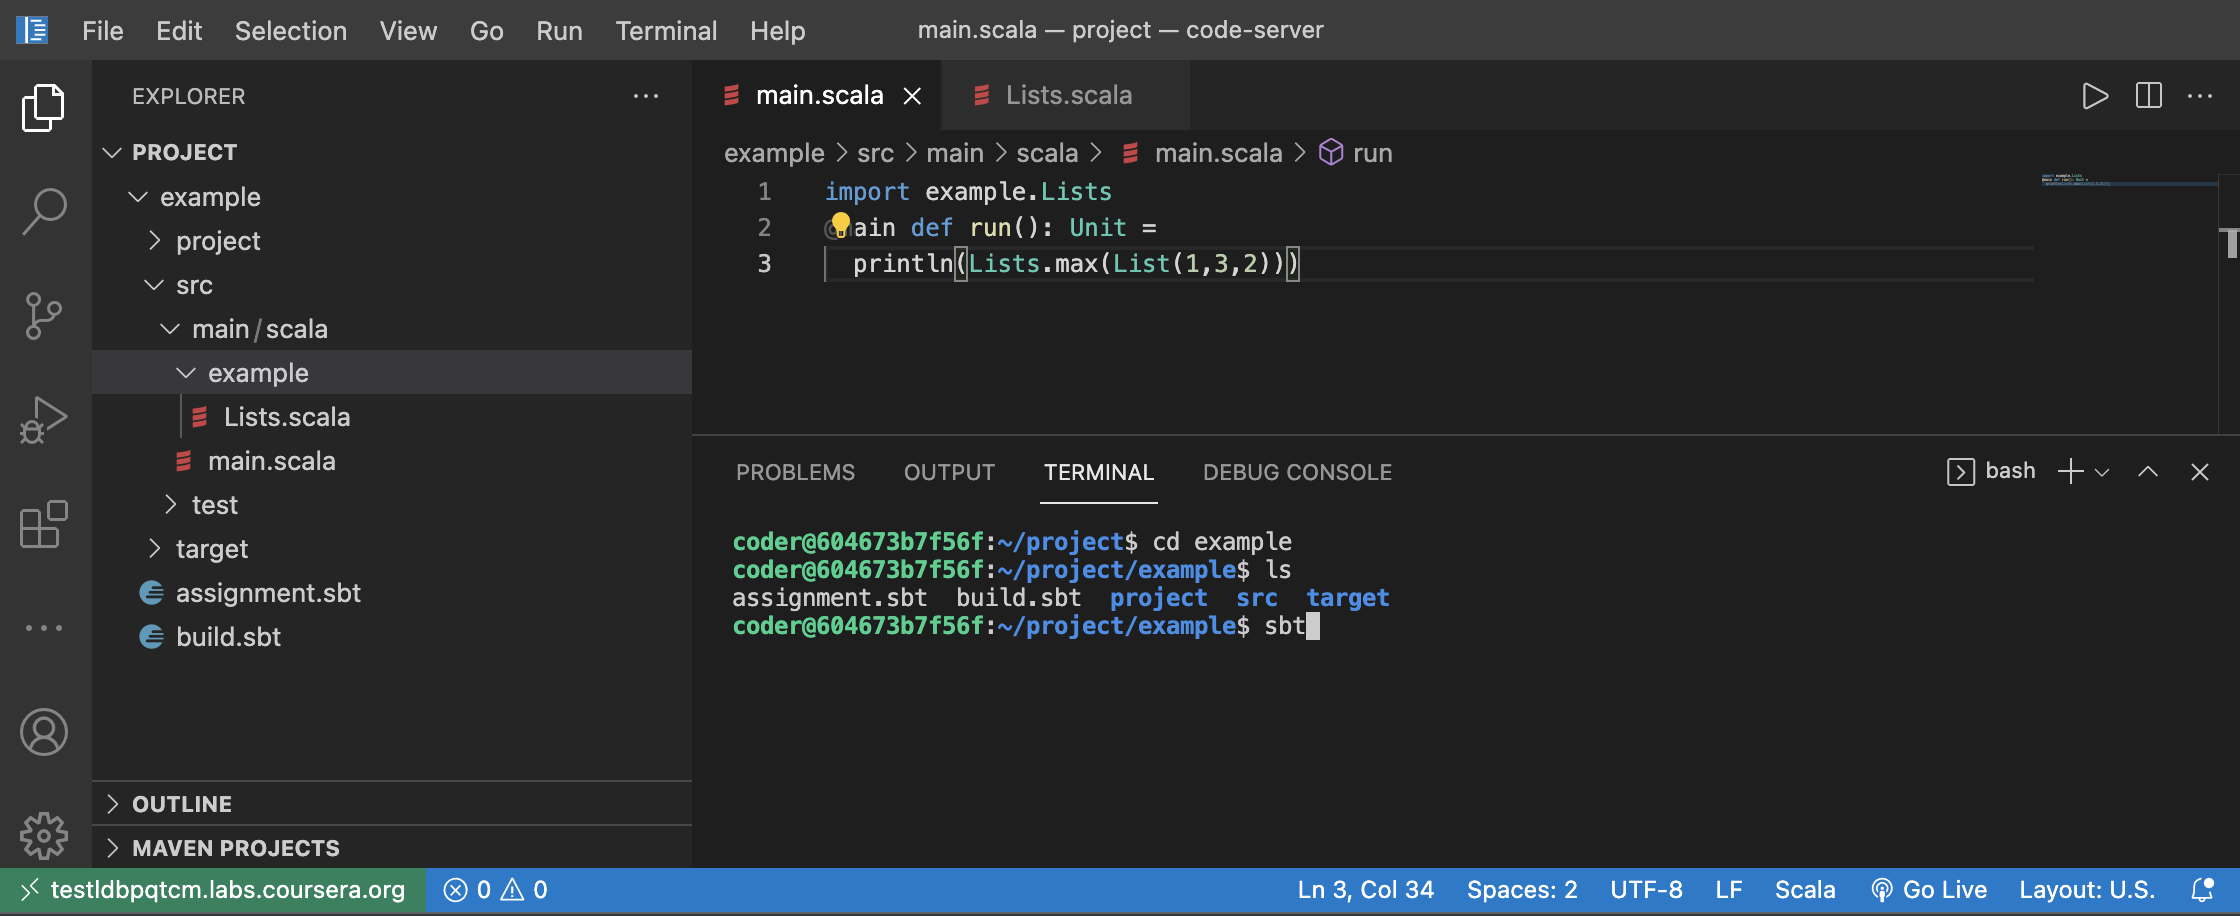 File Edit Selection View Go Run Terminal Help main.scala — project — code-server
EXPLORER ...
PROJECT
example
project
src
main/scala
example
Lists.scala
main.scala
test
target
assignment.sbt
build.sbt
OUTLINE
MAVEN PROJECTS
main.scala Lists.scala
example > src > main > scala > main.scala > run
1 import example.Lists
2 ain def run(): Unit =
3 println(Lists.max(List(1,3,2)))
PROBLEMS OUTPUT TERMINAL DEBUG CONSOLE bash
coder@604673b7f56f:~/project$ cd example
coder@604673b7f56f:~/project/example$ ls
assignment.sbt build.sbt project src target
coder@604673b7f56f:~/project/example$ sbt
testldbpqtcm.labs.coursera.org 0 0 Ln 3, Col 34 Spaces: 2 UTF-8 LF Scala Go Live Layout: U.S.